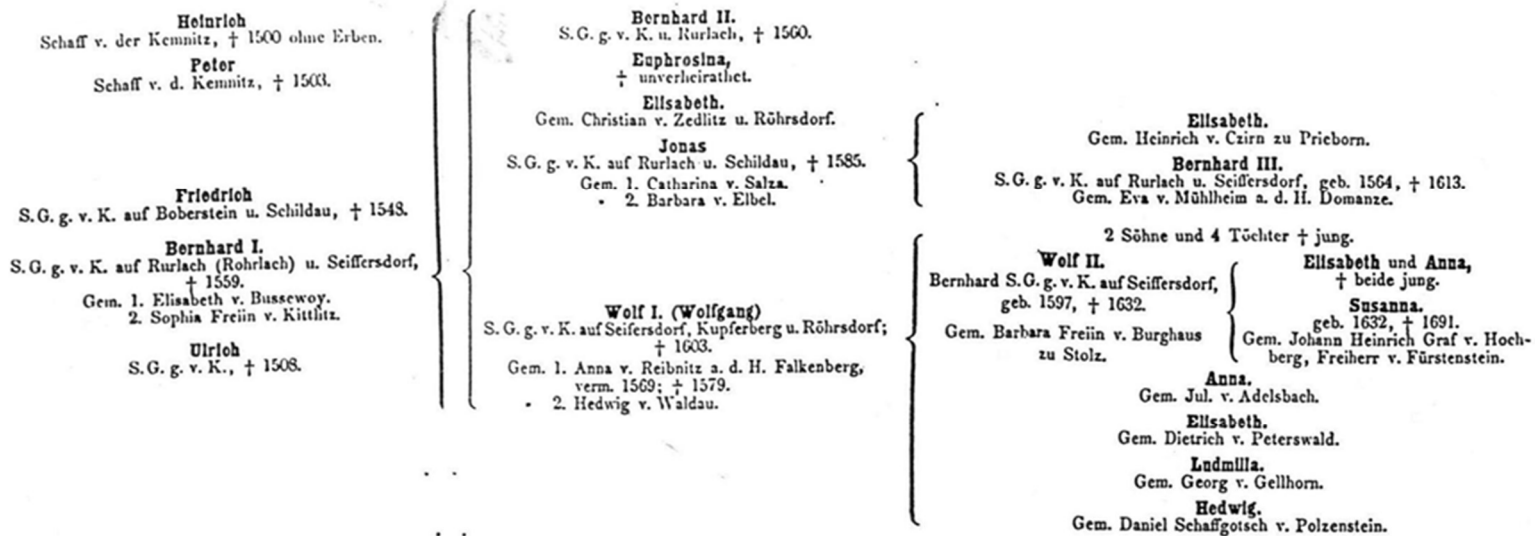 Heinrich
Schaff v. der Kemnitz, † 1500 ohne Erben.
Peter
Schaff v. d. Kemnitz, † 1503.
Friedrich
S. G. g. v. K. auf Boberstein u. Schildau, † 1548.
Bernhard I.
S. G. g. v. K. auf Rurlach (Rohrlach) u. Seiffersdorf,
† 1559.
Gem. 1. Elisabeth v. Bussewoy.
2. Sophia Freiin v. Kittlitz.
Ulrich
S. G. g. v. K., † 1508.
Bernhard II.
S. G. g. v. K. u. Rurlach, † 1560.
Euphrosina,
† unverheirathet.
Elisabeth.
Gem. Christian v. Zedlitz u. Röhrsdorf.
Jonas
S. G. g. v. K. auf Rurlach u. Schildau, † 1585.
Gem. 1. Catharina v. Salza.
2. Barbara v. Elbel.
Wolf I. (Wolfgang)
S. G. g. v. K. auf Seifersdorf, Kupferberg u. Röhrsdorf;
† 1603.
Gem. 1. Anna v. Reibnitz a. d. H. Falkenberg,
verm. 1569; † 1579.
2. Hedwig v. Waldau.
Elisabeth.
Gem. Heinrich v. Czirn zu Prieborn.
Bernhard III.
S. G. g. v. K. auf Rurlach u. Seiffersdorf, geb. 1564, † 1613.
Gem. Eva v. Mühlheim a. d. H. Domanze.
2 Söhne und 4 Töchter † jung.
Wolf II.
Bernhard S. G. g. v. K. auf Seiffersdorf,
geb. 1597, † 1632.
Gem. Barbara Freiin v. Burghaus
zu Stolz.
Elisabeth und Anna,
† beide jung.
Susanna.
geb. 1632, † 1691.
Gem. Johann Heinrich Graf v. Hoch-
berg, Freiherr v. Fürstenstein.
Anna.
Gem. Jul. v. Adelsbach.
Elisabeth.
Gem. Dietrich v. Peterswald.
Ludmilla.
Gem. Georg v. Gellhorn.
Hedwig.
Gem. Daniel Schaffgotsch v. Polzenstein.